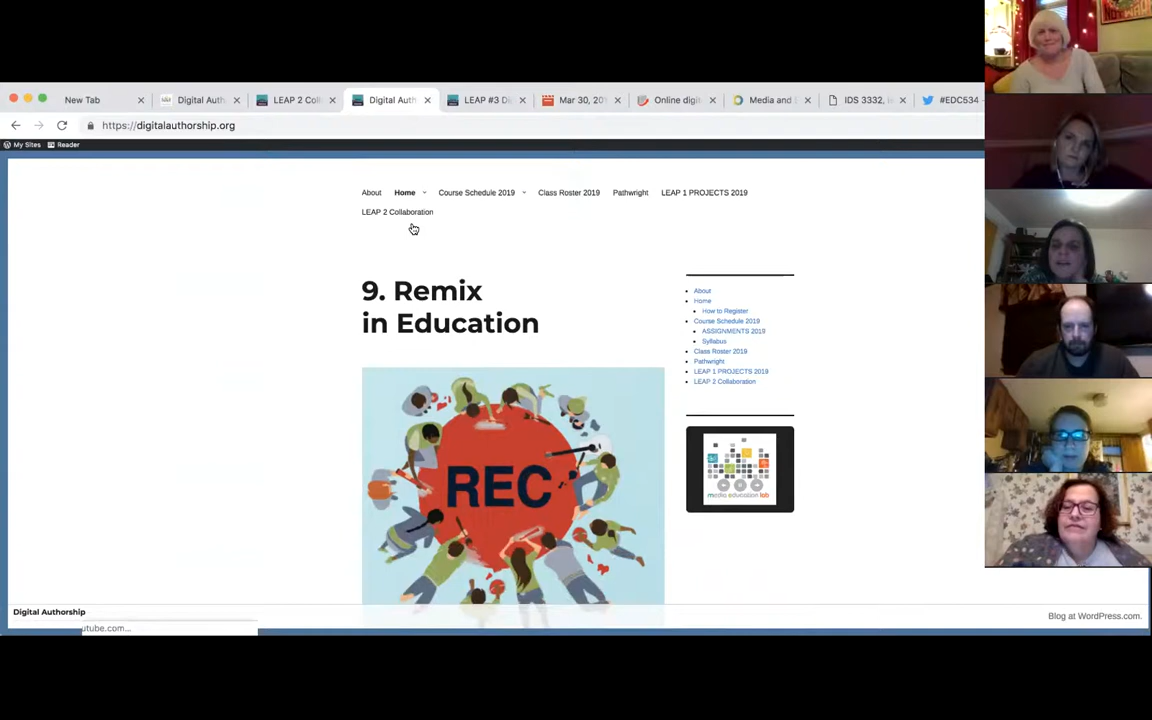 New Tab
Digital Auth
LEAP 2 Coll
Digital Auth
LEAP #3 Di
Mar 30, 201
Online digit
Media and
IDS 3332,
#EDC534
https://digitalauthorship.org
My Sites
Reader
About
Home
Course Schedule 2019
Class Roster 2019
Pathwright
LEAP 1 PROJECTS 2019
LEAP 2 Collaboration
9. Remix
in Education
About
Home
How to Register
Course Schedule 2019
ASSIGNMENTS 2019
Syllabus
Class Roster 2019
Pathwright
LEAP 1 PROJECTS 2019
LEAP 2 Collaboration
REC
media education lab
Digital Authorship
Blog at WordPress.com.
utube.com...